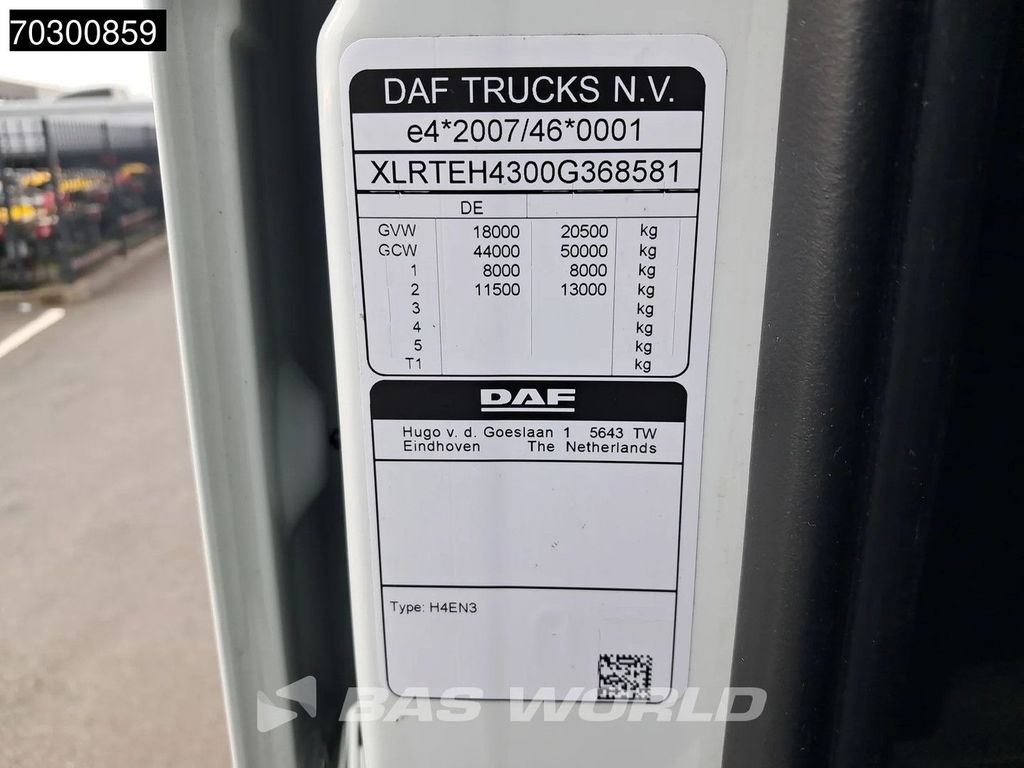 70300859
DAF TRUCKS N.V.
e4*2007/46*0001
XLRTEH4300G368581
DE
GVW 18000 20500 kg
GCW 44000 50000 kg
1 8000 8000 kg
2 11500 13000 kg
3 kg
4 kg
5 kg
T1 kg
DAF
Hugo v. d. Goeslaan 1 5643 TW
Eindhoven The Netherlands
Type: H4EN3
BAS WORLD